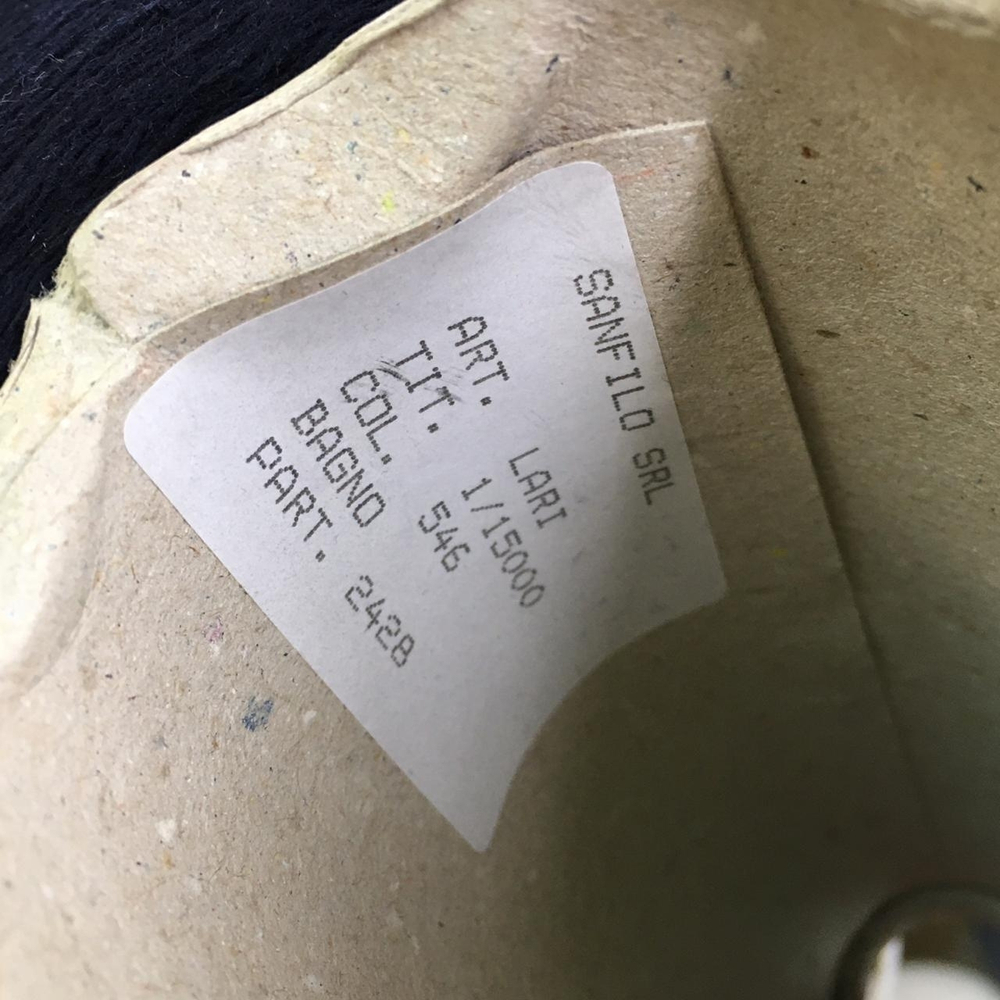 SANFILO SRL
ART. LARI
TIT. 1/15000
COL. 546
BAGNO
PART. 2428